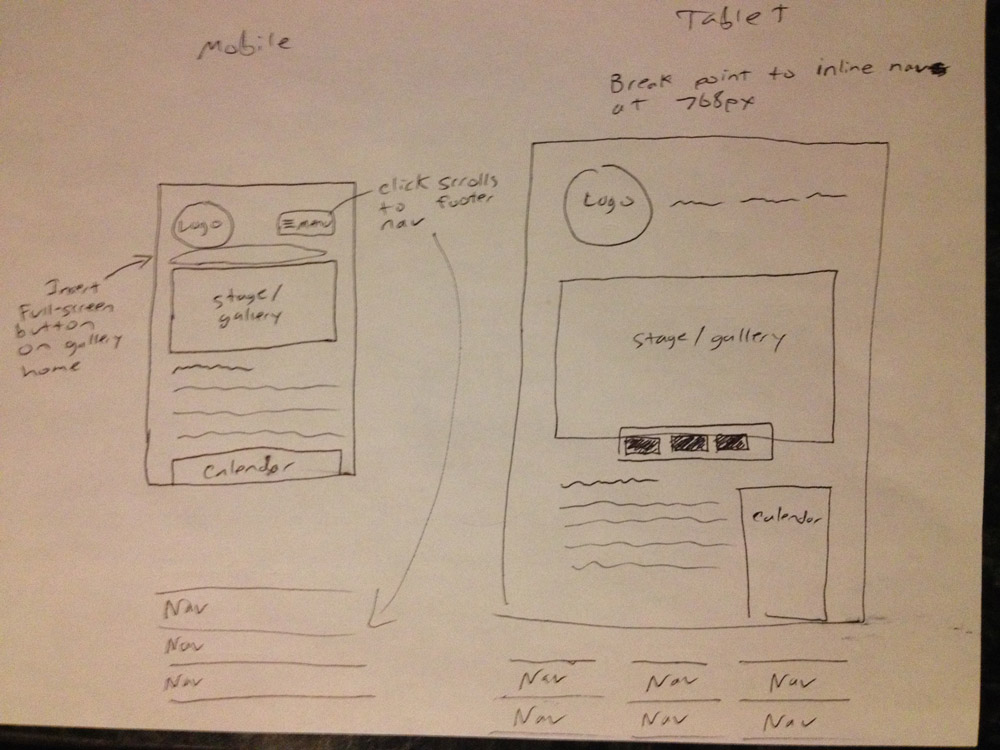 Mobile
Logo
≡ menu
click scrolls
to footer
nav
Insert
Full-screen
button
on gallery
home
stage/
gallery
Calendar
Nav
Nav
Nav
Tablet
Break point to inline nav
at 768px
Logo
stage/gallery
calendar
Nav Nav Nav
Nav Nav Nav